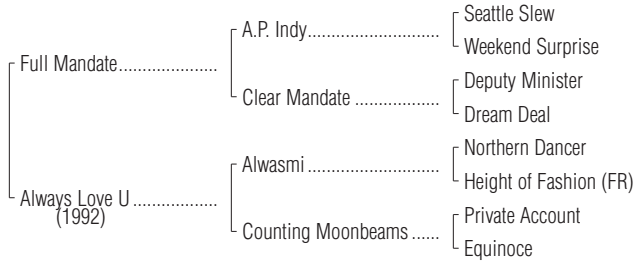 Seattle Slew
A.P. Indy............................
Weekend Surprise
Full Mandate.....................
Deputy Minister
Clear Mandate ..................
Dream Deal
Northern Dancer
Alwasmi............................
Height of Fashion (FR)
Always Love U..................
(1992)
Private Account
Counting Moonbeams ......
Equinoce